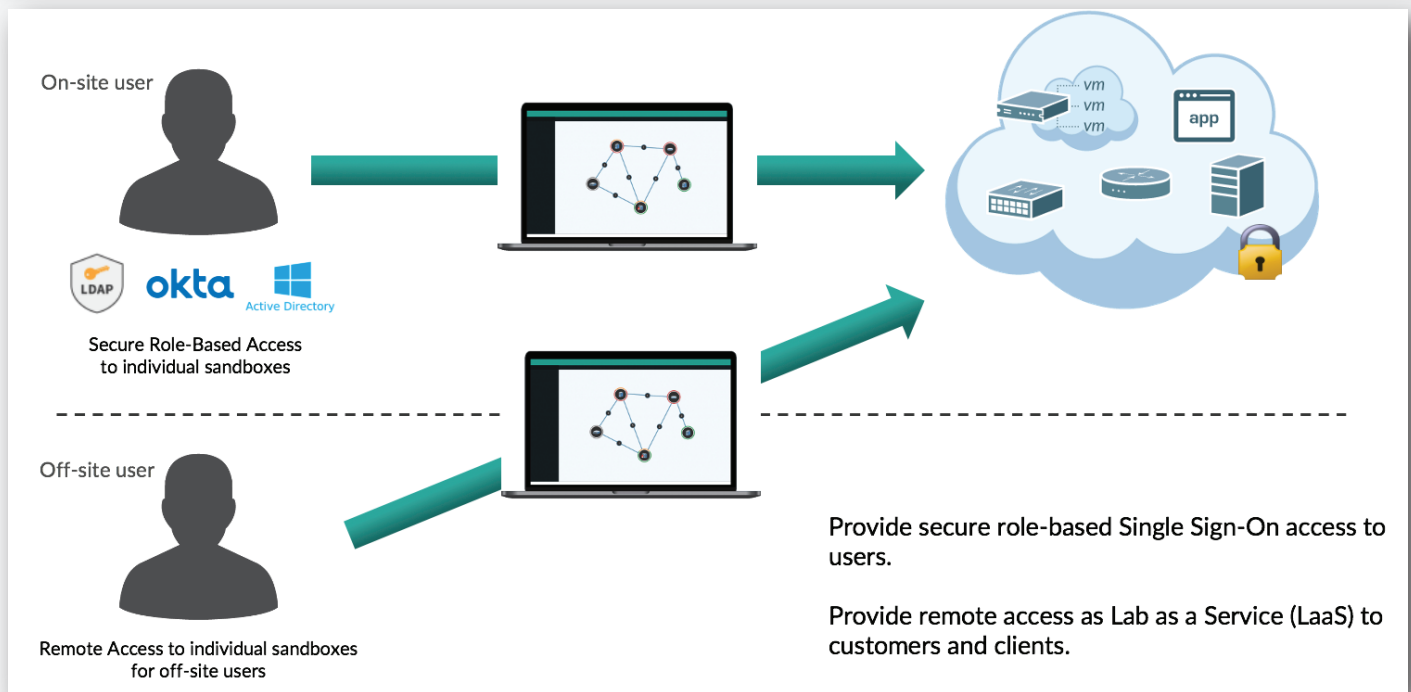 On-site user
LDAP
okta
Active Directory
Secure Role-Based Access
to individual sandboxes
vm
vm
vm
app
Off-site user
Remote Access to individual sandboxes
for off-site users
Provide secure role-based Single Sign-On access to
users.
Provide remote access as Lab as a Service (LaaS) to
customers and clients.